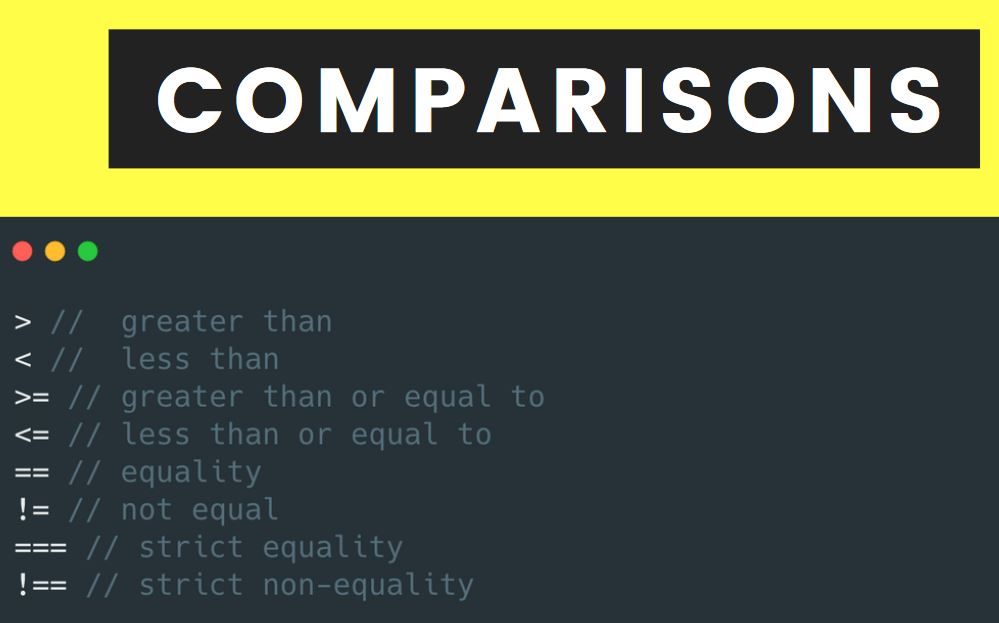 COMPARISONS
> //  greater than
< //  less than
>= // greater than or equal to
<= // less than or equal to
== // equality
!= // not equal
=== // strict equality
!== // strict non-equality